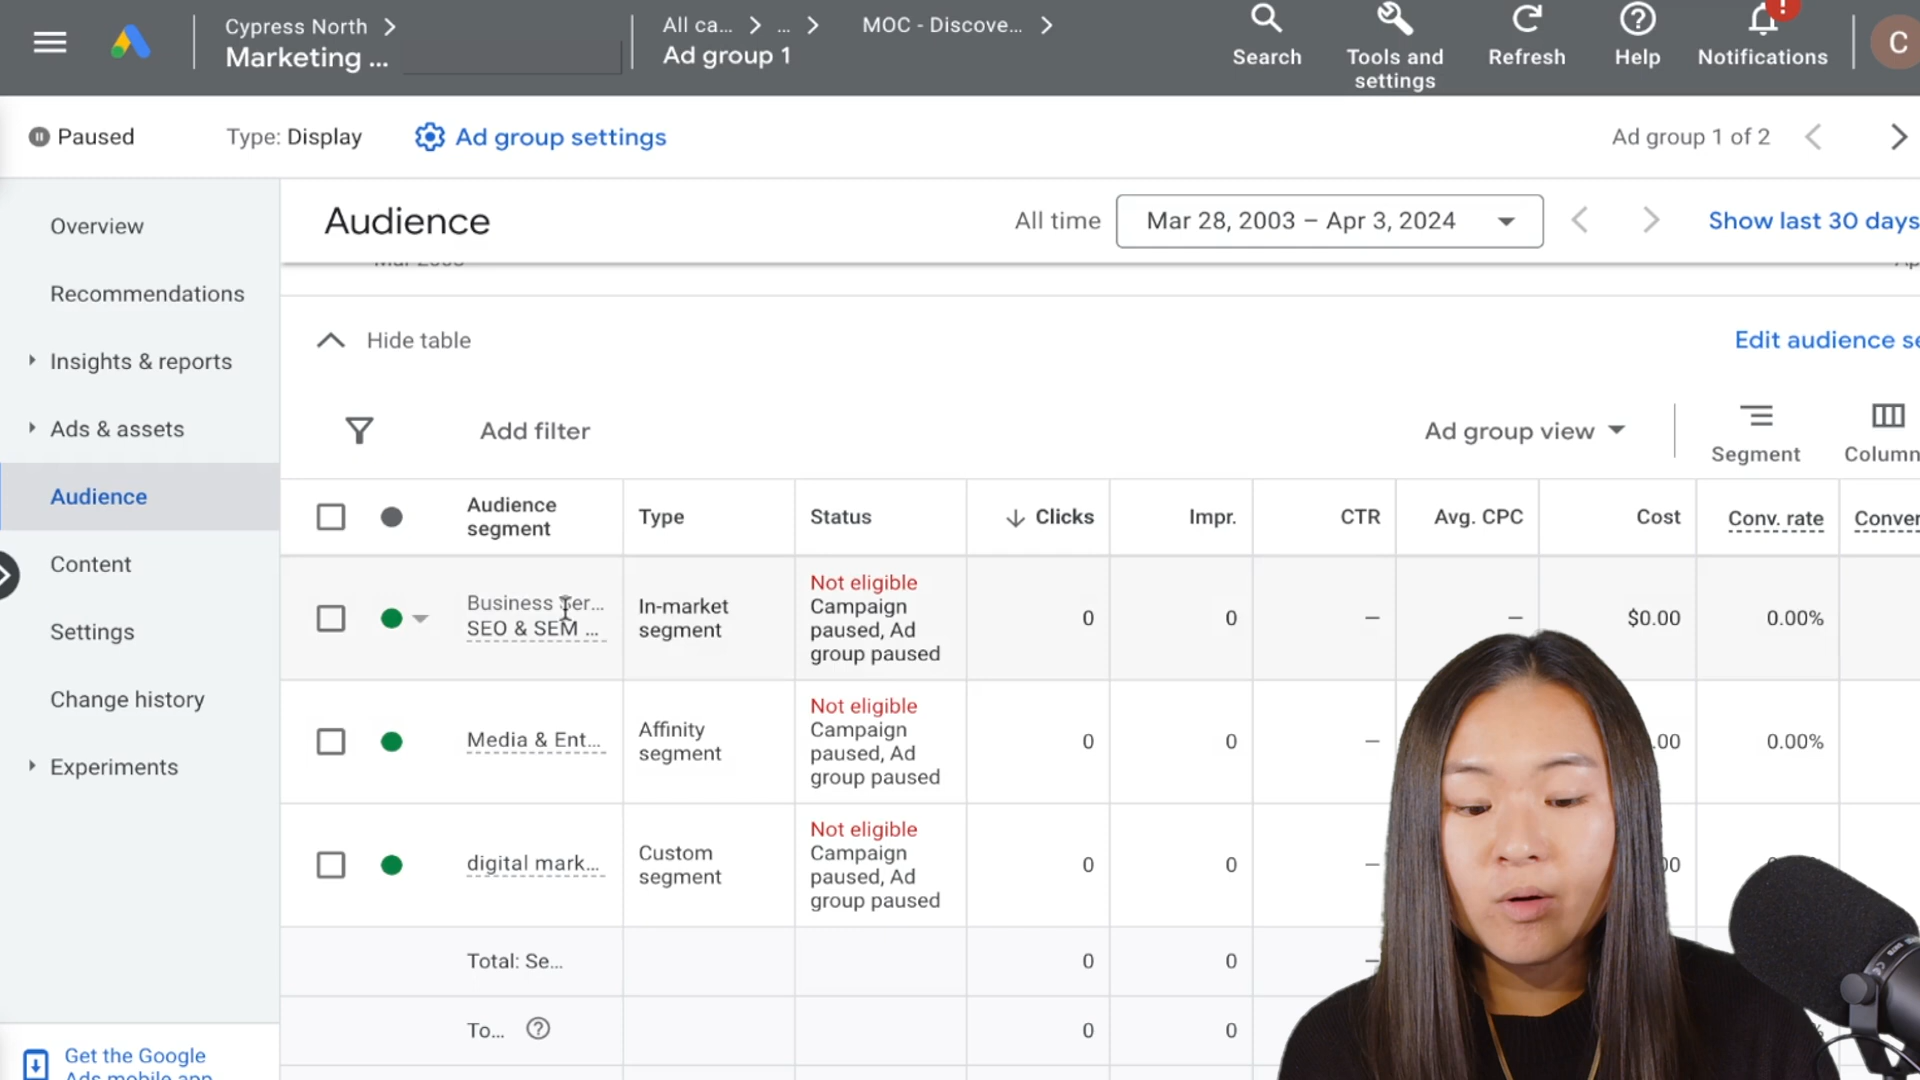 Cypress North
Marketing ...
All ca... > ... >
MOC - Discove...
Ad group 1
Search
Tools and
settings
Refresh
Help
!
Notifications
C
Paused
Type: Display
Ad group settings
Ad group 1 of 2
Overview
Recommendations
Insights & reports
Ads & assets
Audience
Content
Settings
Change history
Experiments
Get the Google
Ads mobile app
Audience
All time
Mar 28, 2003 – Apr 3, 2024
Show last 30 days
Hide table
Edit audience se
Add filter
Ad group view
Segment
Column
Audience
segment
Type
Status
Clicks
Impr.
CTR
Avg. CPC
Cost
Conv. rate
Conver
Business Ser...
SEO & SEM ...
In-market
segment
Not eligible
Campaign
paused, Ad
group paused
0
0
–
–
$0.00
0.00%
Media & Ent...
Affinity
segment
Not eligible
Campaign
paused, Ad
group paused
0
0
–
.00
0.00%
digital mark...
Custom
segment
Not eligible
Campaign
paused, Ad
group paused
0
0
–
Total: Se...
0
0
–
To...
0
0